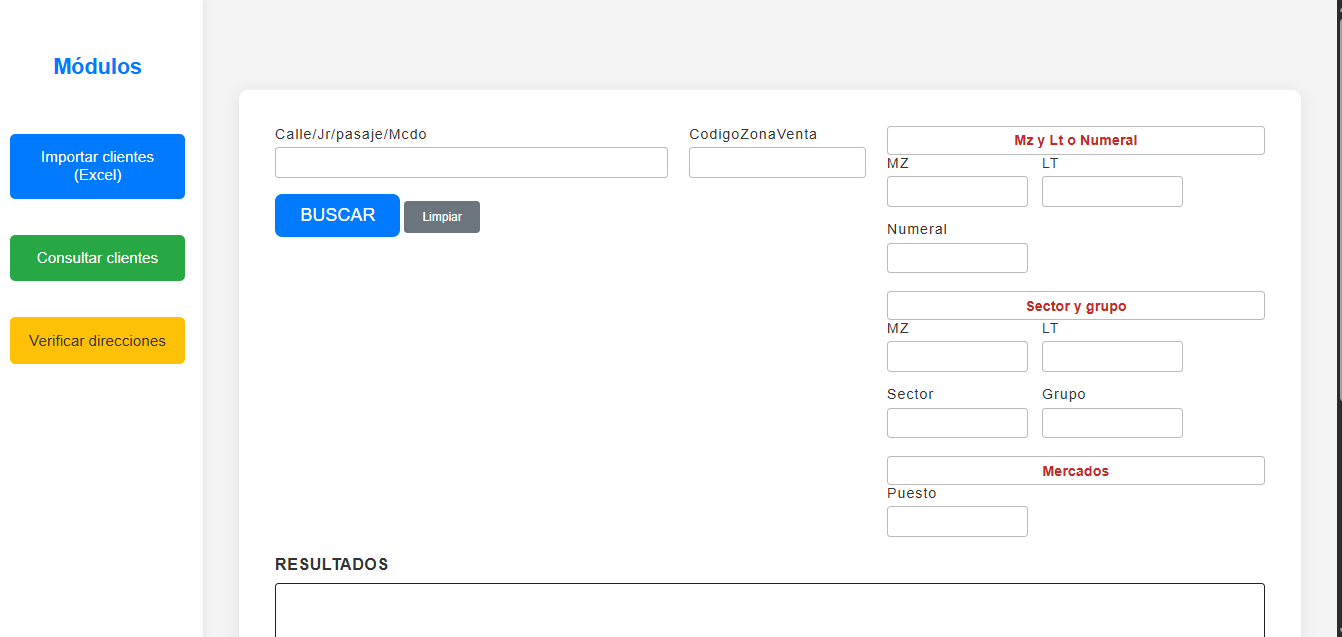 Módulos
Importar clientes
(Excel)
Consultar clientes
Verificar direcciones
Calle/Jr/pasaje/Mcdo
CodigoZonaVenta
BUSCAR
Limpiar
Mz y Lt o Numeral
MZ LT
Numeral
Sector y grupo
MZ LT
Sector Grupo
Mercados
Puesto
RESULTADOS